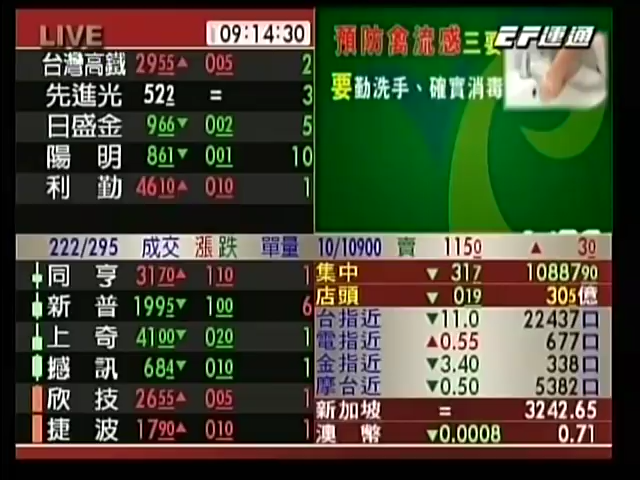 LIVE 09:14:30
台灣高鐵 2955▲ 005 2
先進光 522 = 3
日盛金 966▼ 002 5
陽明 861▼ 001 10
利勤 4610▲ 010 1
預防禽流感三要
ET運通
要勤洗手、確實消毒
222/295 成交 漲跌 單量
同亨 3170▲ 110 1
新普 1995▼ 100 6
上奇 4100▼ 020 1
撼訊 684▼ 010 1
欣技 2655▲ 005 1
捷波 1790▲ 010 1
10/10900 賣 1150 ▲ 30
集中 ▼ 317 1088790
店頭 ▼ 019 305億
台指近 ▼11.0 22437口
電指近 ▲0.55 677口
金指近 ▼3.40 338口
摩台近 ▼0.50 5382口
新加坡 = 3242.65
澳幣 ▼0.0008 0.71